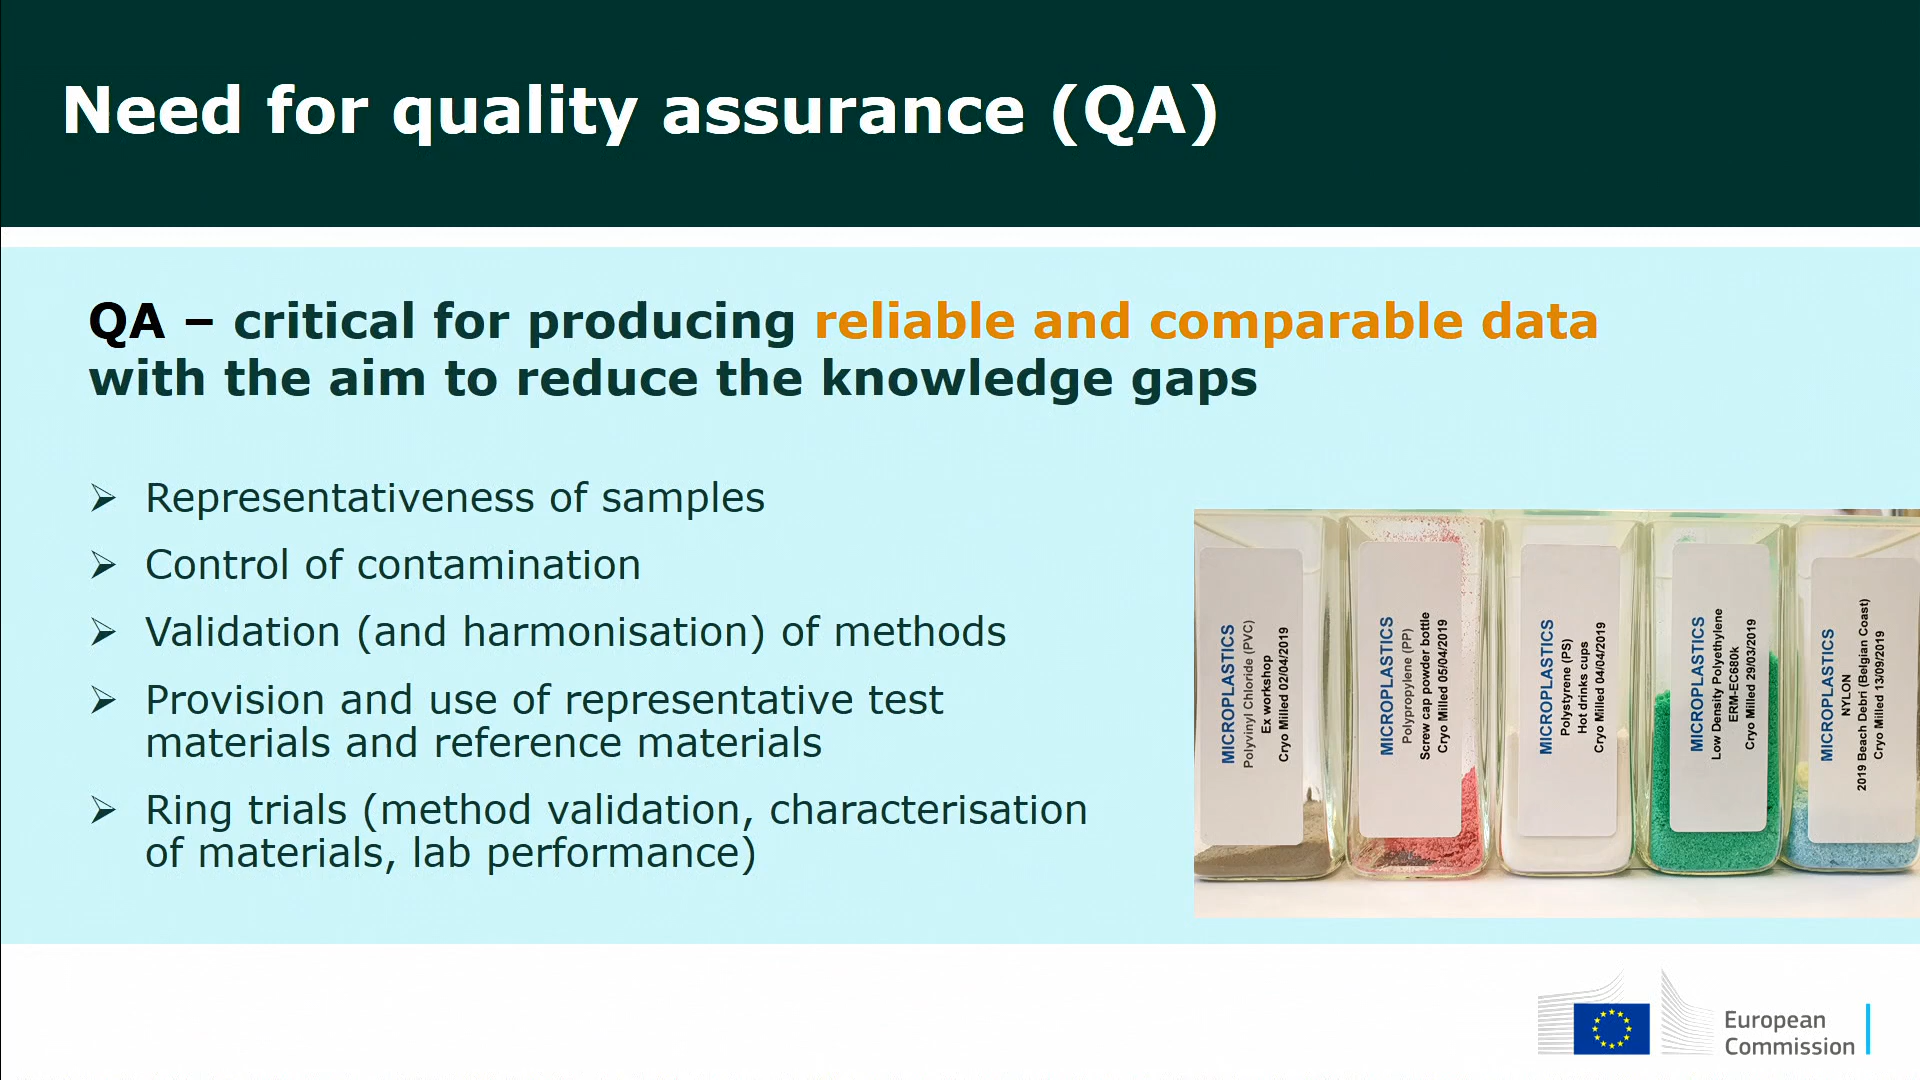 Need for quality assurance (QA)
QA – critical for producing reliable and comparable data
with the aim to reduce the knowledge gaps
➢ Representativeness of samples
➢ Control of contamination
➢ Validation (and harmonisation) of methods
➢ Provision and use of representative test
materials and reference materials
➢ Ring trials (method validation, characterisation
of materials, lab performance)
MICROPLASTICS
Polyvinyl Chloride (PVC)
Ex workshop
Cryo Milled 02/04/2019
MICROPLASTICS
Polypropylene (PP)
Screw cap powder bottle
Cryo Milled 05/04/2019
MICROPLASTICS
Polystyrene (PS)
Hot drinks cups
Cryo Milled 04/04/2019
MICROPLASTICS
Low Density Polyethylene
ERM-EC680k
Cryo Milled 29/03/2019
MICROPLASTICS
NYLON
2019 Beach Debri (Belgian Coast)
Cryo Milled 13/09/2019
European
Commission